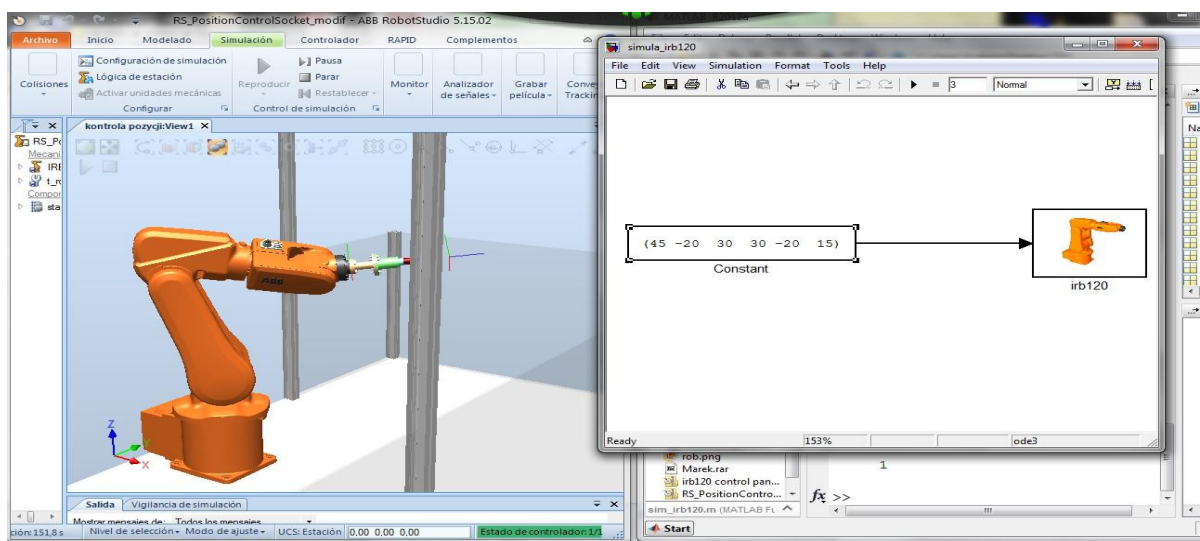 RS_PositionControlSocket_modif - ABB RobotStudio 5.15.02
Archivo Inicio Modelado Simulación Controlador RAPID Complementos
Colisiones
Configuración de simulación
Lógica de estación
Activar unidades mecánicas
Configurar
Reproducir
Pausa
Parar
Restablecer
Control de simulación
Monitor
Analizador
de señales
Grabar
película
kontrola pozycji:View1
Mecani
t_r
Compor
sta
ABB
Z
Y
X
Salida Vigilancia de simulación
Mostrar mensajes de: Todos los mensajes
ción: 151,8 s Nivel de selección Modo de ajuste UCS: Estación 0,00 0,00 0,00 Estado de controlador: 1/1
simula_irb120
File Edit View Simulation Format Tools Help
3 Normal
(45 -20 30 30 -20 15)
Constant
irb120
Ready 153% ode3
Na
rob.png
Marek.rar
irb120 control pan...
RS_PositionContro...
sim_irb120.m (MATLAB Fu
1
fx >>
Start